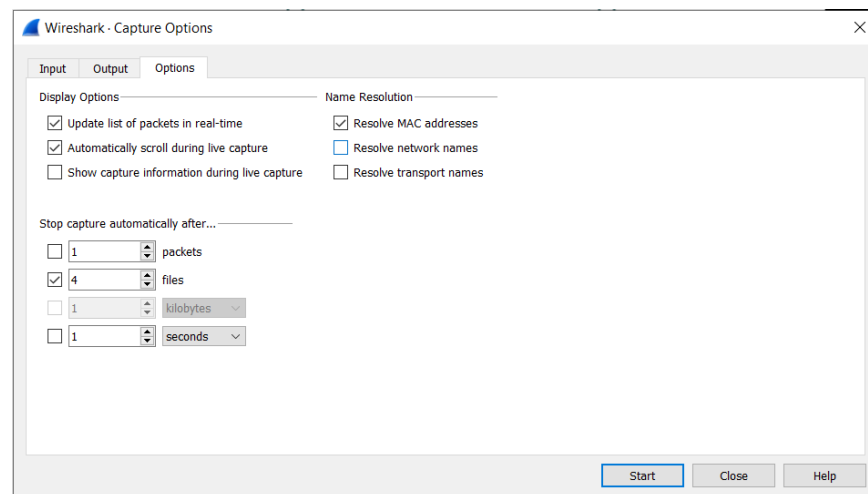 Wireshark · Capture Options
Input Output Options
Display Options
Update list of packets in real-time
Automatically scroll during live capture
Show capture information during live capture
Name Resolution
Resolve MAC addresses
Resolve network names
Resolve transport names
Stop capture automatically after...
1 packets
4 files
1 kilobytes
1 seconds
Start Close Help